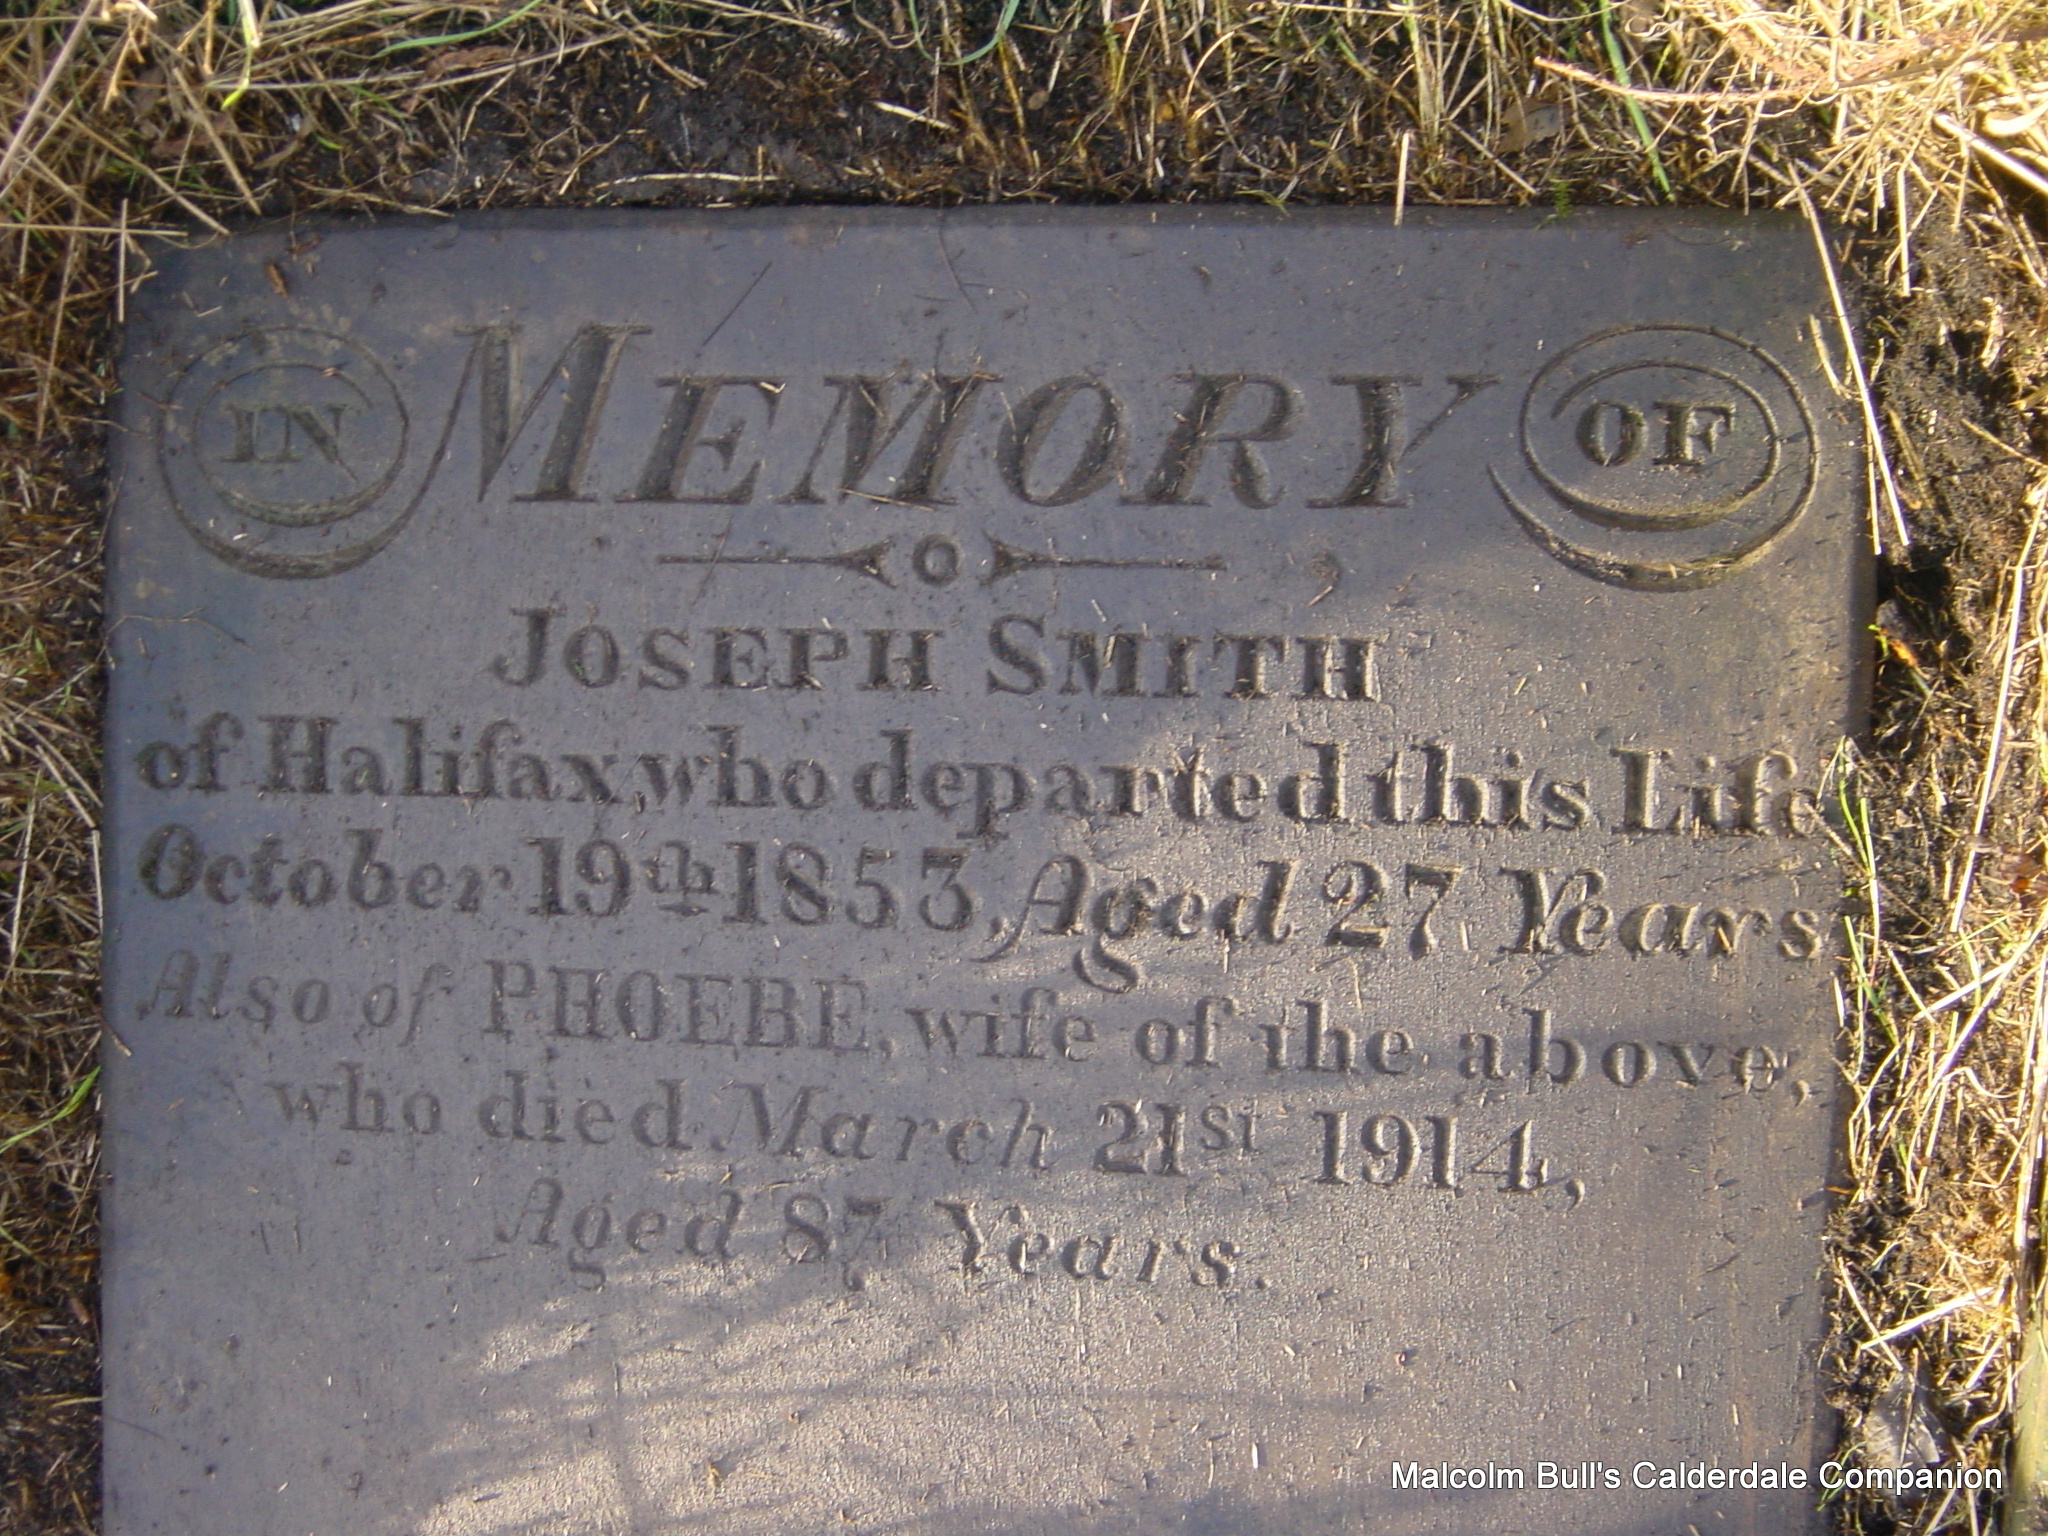 IN MEMORY OF
JOSEPH SMITH
of Halifax, who departed this Life
October 19th 1853, Aged 27 Years
Also of PHOEBE, wife of the above,
who died March 21st 1914,
Aged 87 Years.
Malcolm Bull's Calderdale Companion